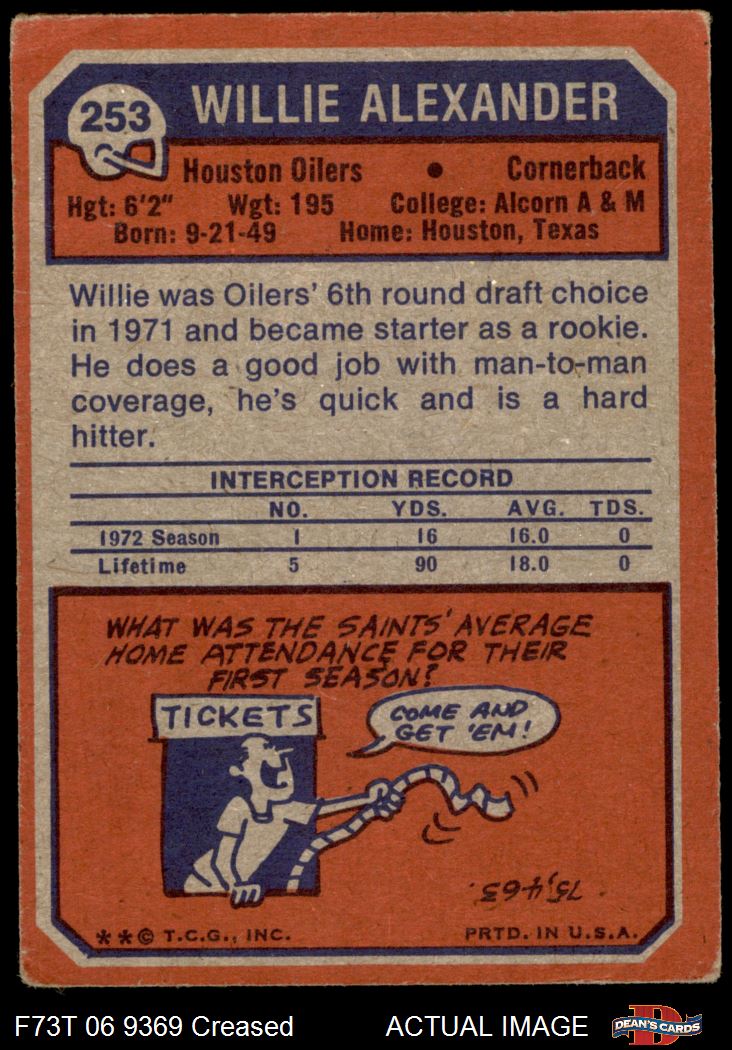 253
WILLIE ALEXANDER
Houston Oilers • Cornerback
Hgt: 6'2" Wgt: 195 College: Alcorn A & M
Born: 9-21-49 Home: Houston, Texas
Willie was Oilers' 6th round draft choice
in 1971 and became starter as a rookie.
He does a good job with man-to-man
coverage, he's quick and is a hard
hitter.
INTERCEPTION RECORD
NO. YDS. AVG. TDS.
1972 Season 1 16 16.0 0
Lifetime 5 90 18.0 0
WHAT WAS THE SAINTS' AVERAGE
HOME ATTENDANCE FOR THEIR
FIRST SEASON?
TICKETS
COME AND
GET 'EM!
75,463.
**© T.C.G., INC. PRTD. IN U.S.A.
F73T 06 9369 Creased ACTUAL IMAGE
D
DEAN'S CARDS